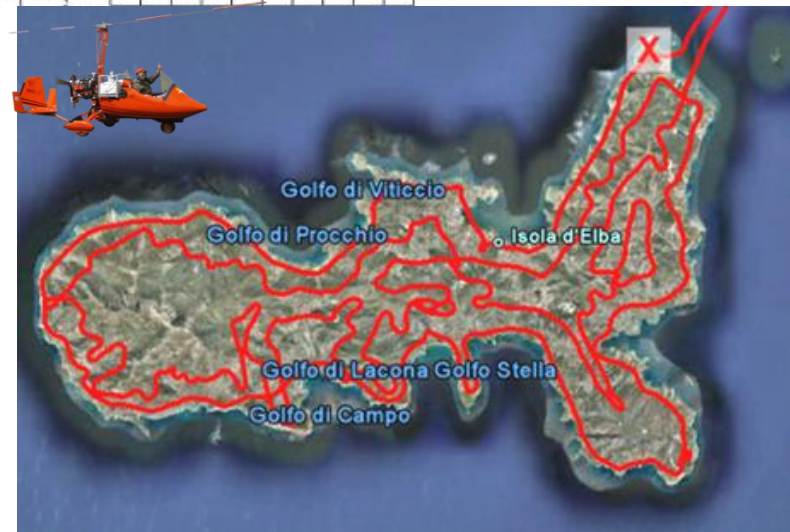 X
Golfo di Viticcio
Golfo di Procchio
Isola d'Elba
Golfo di Lacona Golfo Stella
Golfo di Campo